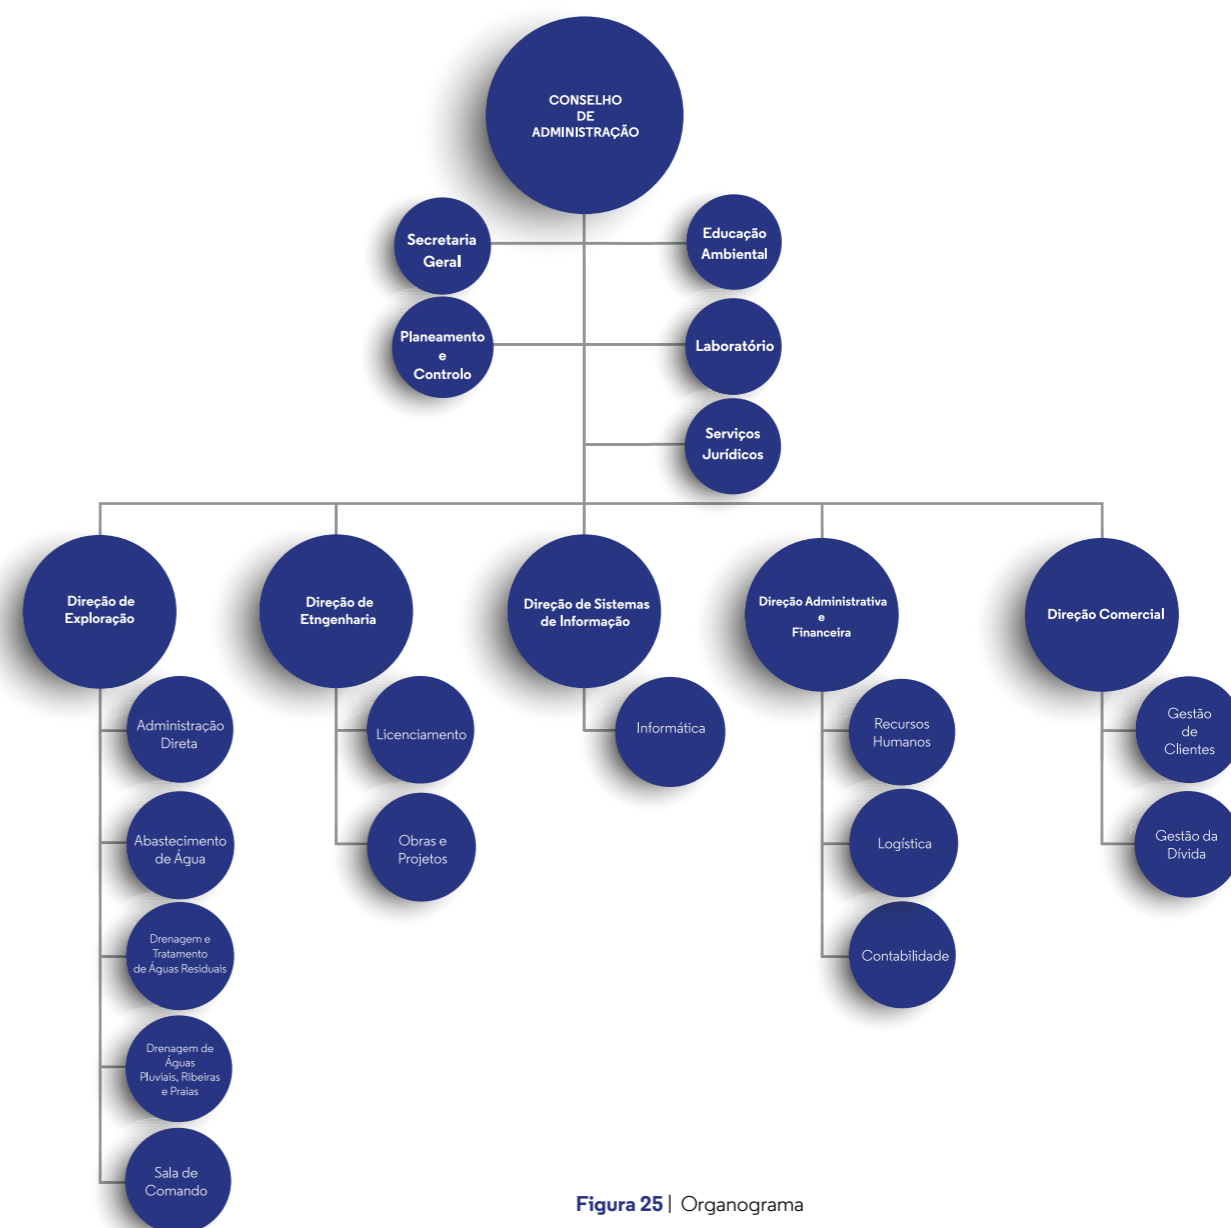 CONSELHO
DE
ADMINISTRAÇÃO
Secretaria
Geral
Educação
Ambiental
Planeamento
e
Controlo
Laboratório
Serviços
Jurídicos
Direção de
Exploração
Direção de
Etngenharia
Direção de Sistemas
de Informação
Direção Administrativa
e
Financeira
Direção Comercial
Administração
Direta
Abastecimento
de Água
Drenagem e
Tratamento
de Águas Residuais
Drenagem de
Águas
Pluviais, Ribeiras
e Praias
Sala de
Comando
Licenciamento
Obras e
Projetos
Informática
Recursos
Humanos
Logística
Contabilidade
Gestão
de
Clientes
Gestão da
Dívida
Figura 25 | Organograma